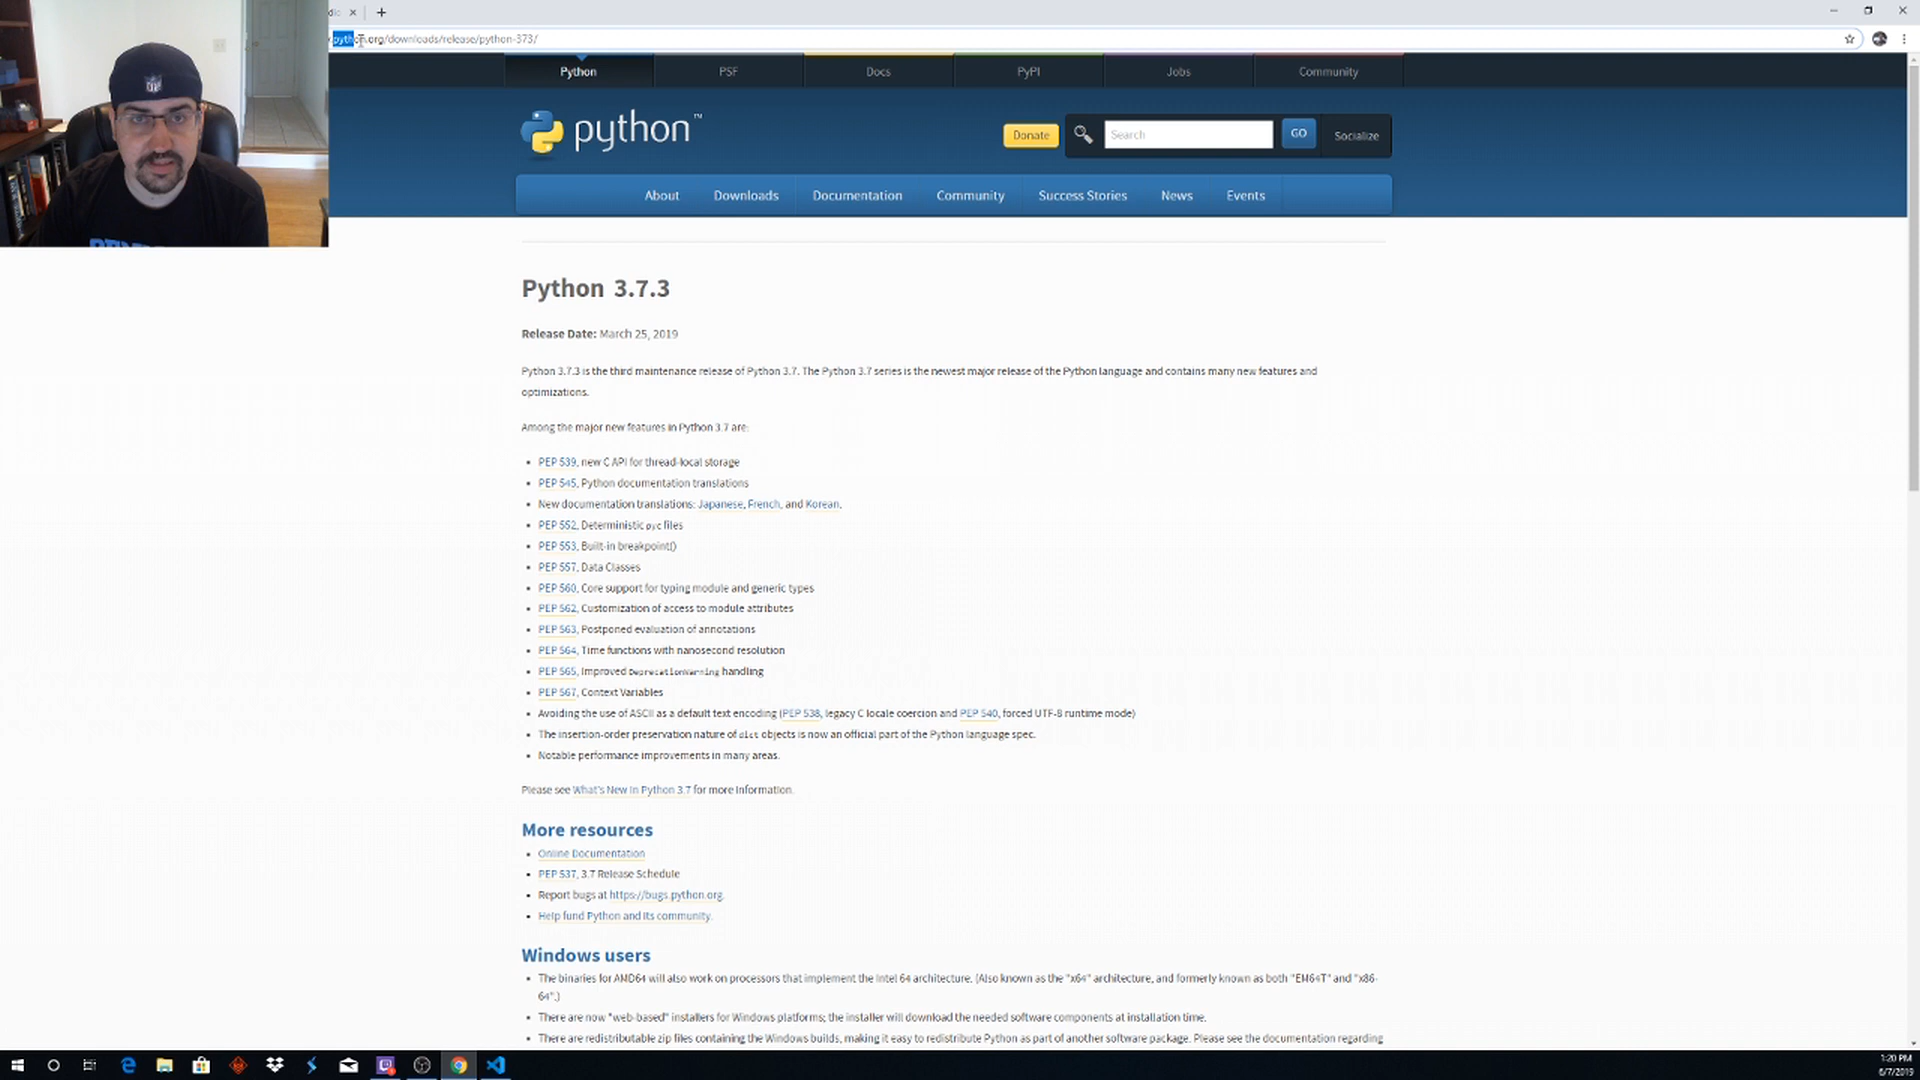 python.org/downloads/release/python-373/
Python PSF Docs PyPI Jobs Community
python™
Donate Search GO Socialize
About Downloads Documentation Community Success Stories News Events
Python 3.7.3
Release Date: March 25, 2019
Python 3.7.3 is the third maintenance release of Python 3.7. The Python 3.7 series is the newest major release of the Python language and contains many new features and
optimizations.
Among the major new features in Python 3.7 are:
PEP 539, new C API for thread-local storage
PEP 545, Python documentation translations
New documentation translations: Japanese, French, and Korean.
PEP 552, Deterministic pyc files
PEP 553, Built-in breakpoint()
PEP 557, Data Classes
PEP 560, Core support for typing module and generic types
PEP 562, Customization of access to module attributes
PEP 563, Postponed evaluation of annotations
PEP 564, Time functions with nanosecond resolution
PEP 565, Improved DeprecationWarning handling
PEP 567, Context Variables
Avoiding the use of ASCII as a default text encoding (PEP 538, legacy C locale coercion and PEP 540, forced UTF-8 runtime mode)
The insertion-order preservation nature of dict objects is now an official part of the Python language spec.
Notable performance improvements in many areas.
Please see What's New In Python 3.7 for more information.
More resources
Online Documentation
PEP 537, 3.7 Release Schedule
Report bugs at https://bugs.python.org.
Help fund Python and its community.
Windows users
The binaries for AMD64 will also work on processors that implement the Intel 64 architecture. (Also known as the "x64" architecture, and formerly known as both "EM64T" and "x86-
64".)
There are now "web-based" installers for Windows platforms; the installer will download the needed software components at installation time.
There are redistributable zip files containing the Windows builds, making it easy to redistribute Python as part of another software package. Please see the documentation regarding
1:20 PM
6/7/2019